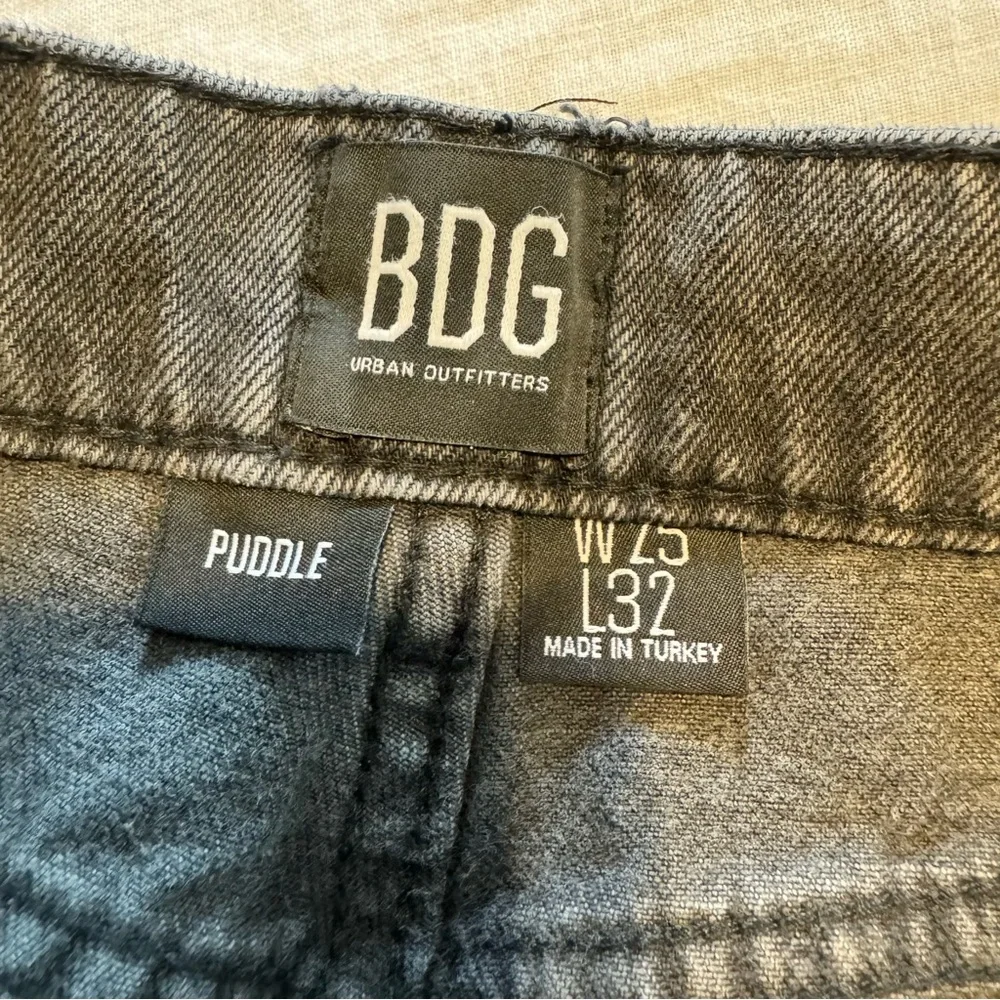 BDG
URBAN OUTFITTERS
PUDDLE
W 25
L32
MADE IN TURKEY